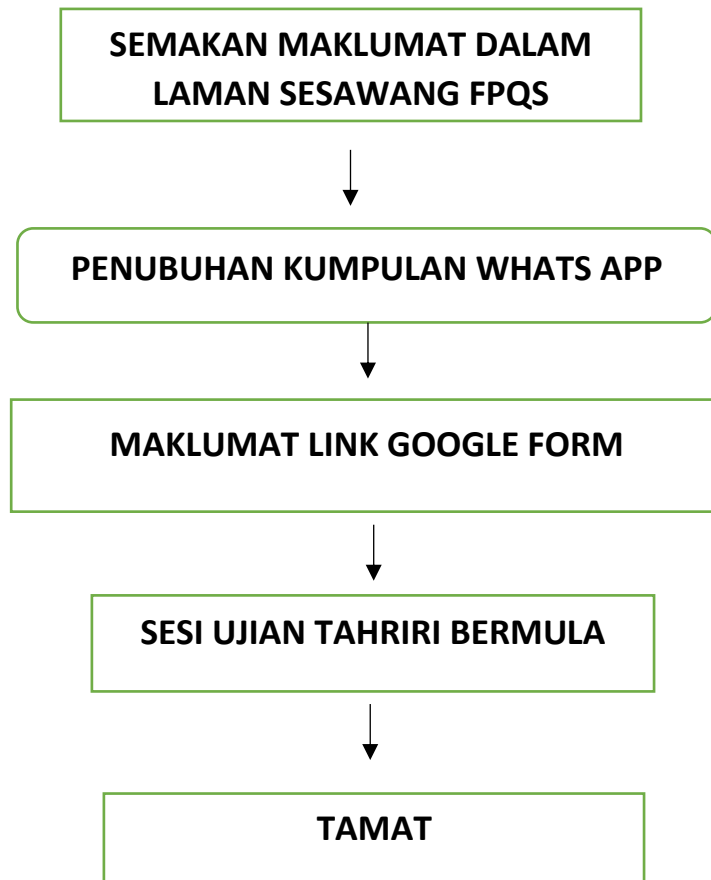 SEMAKAN MAKLUMAT DALAM
LAMAN SESAWANG FPQS
PENUBUHAN KUMPULAN WHATS APP
MAKLUMAT LINK GOOGLE FORM
SESI UJIAN TAHRIRI BERMULA
TAMAT